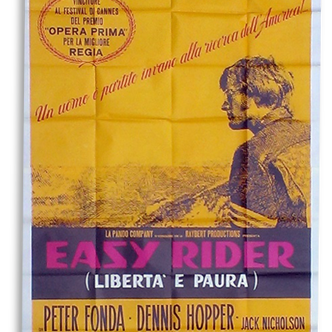 VINCITORE
AL FESTIVAL DI CANNES
DEL PREMIO
"OPERA PRIMA"
PER LA MIGLIORE
REGIA
Un uomo è partito invano alla ricerca dell'America!
LA PANDO COMPANY RAYBERT PRODUCTIONS
EASY RIDER
(LIBERTA' E PAURA)
PETER FONDA · DENNIS HOPPER · JACK NICHOLSON